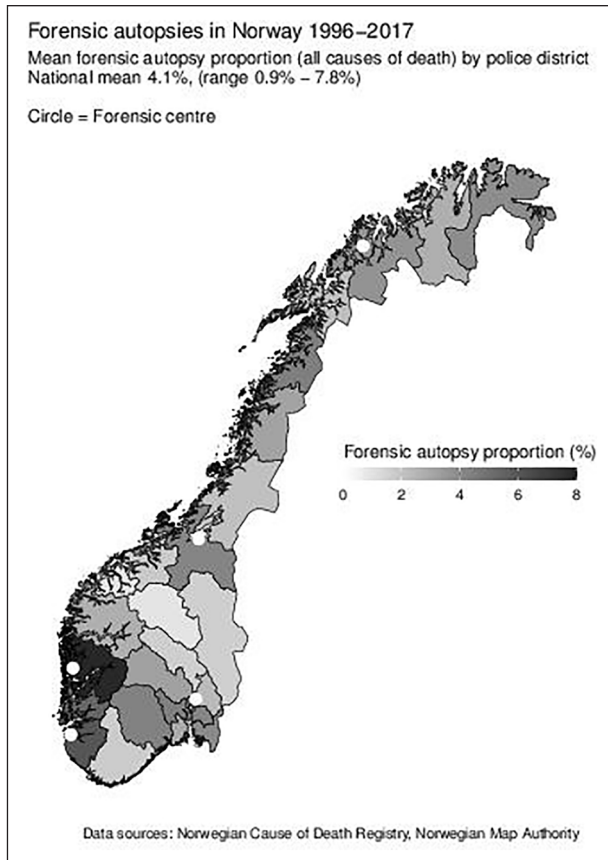 Forensic autopsies in Norway 1996−2017
Mean forensic autopsy proportion (all causes of death) by police district
National mean 4.1%, (range 0.9% − 7.8%)
Circle = Forensic centre
Forensic autopsy proportion (%)
0 2 4 6 8
Data sources: Norwegian Cause of Death Registry, Norwegian Map Authority